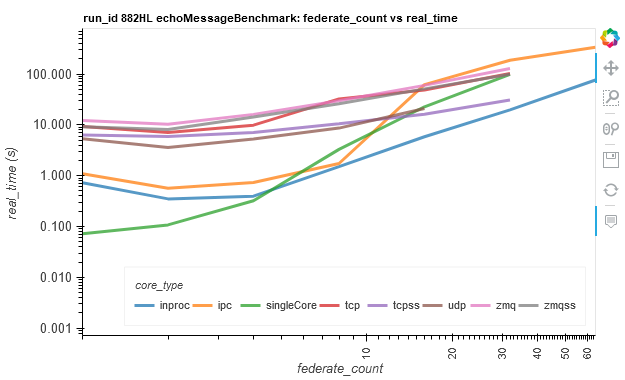 run_id 882HL echoMessageBenchmark: federate_count vs real_time
100.000
10.000
1.000
0.100
0.010
0.001
real_time (s)
core_type
inproc ipc singleCore tcp tcpss udp zmq zmqss
10 20 30 40 50 60
federate_count